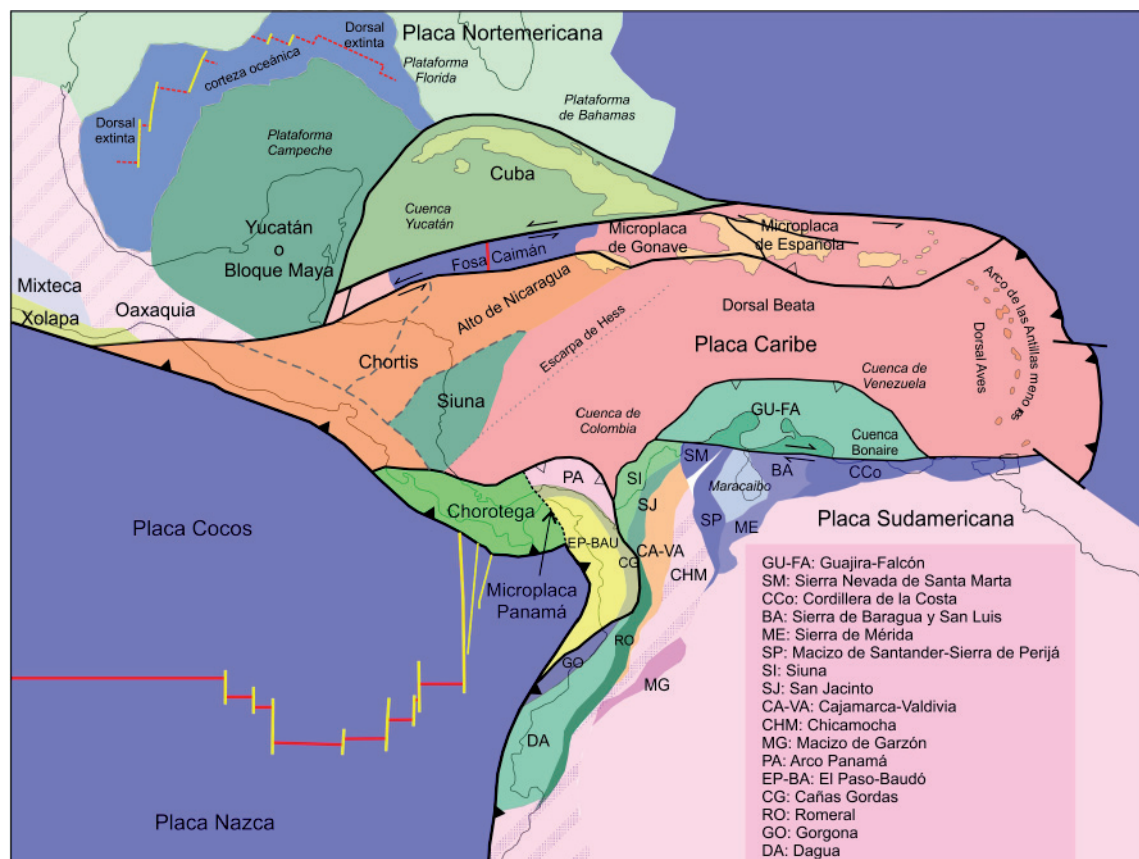 Dorsal
extinta
Placa Nortemericana
Plataforma
Florida
corteza oceánica
Plataforma
de Bahamas
Dorsal
extinta
Plataforma
Campeche
Cuba
Cuenca
Yucatán
Yucatán
o
Bloque Maya
Microplaca
de Gonave
Microplaca
de Española
Fosa Caimán
Mixteca
Xolapa
Oaxaquia
Alto de Nicaragua
Arco de las Antillas menores
Dorsal Beata
Escarpa de Hess
Placa Caribe
Dorsal Aves
Chortis
Siuna
Cuenca de
Venezuela
Cuenca de
Colombia
GU-FA
Cuenca
Bonaire
SM
BA
CCo
PA
SI
Maracaibo
SJ
Chorotega
SP
ME
Placa Sudamericana
Placa Cocos
EP-BAU
CA-VA
CG
CHM
Microplaca
Panamá
RO
GO
MG
DA
Placa Nazca
GU-FA: Guajira-Falcón
SM: Sierra Nevada de Santa Marta
CCo: Cordillera de la Costa
BA: Sierra de Baragua y San Luis
ME: Sierra de Mérida
SP: Macizo de Santander-Sierra de Perijá
SI: Siuna
SJ: San Jacinto
CA-VA: Cajamarca-Valdivia
CHM: Chicamocha
MG: Macizo de Garzón
PA: Arco Panamá
EP-BA: El Paso-Baudó
CG: Cañas Gordas
RO: Romeral
GO: Gorgona
DA: Dagua